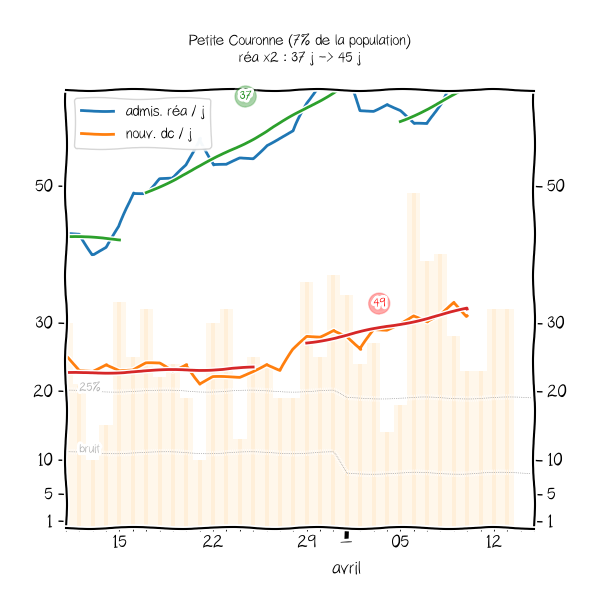 Petite Couronne (7% de la population)
réa x2 : 37 j -> 45 j
37
admis. réa / j
nouv. dc / j
50 50
49
30 30
25%
20 20
bruit
10 10
5 5
1 1
15 22 29 05 12
avril